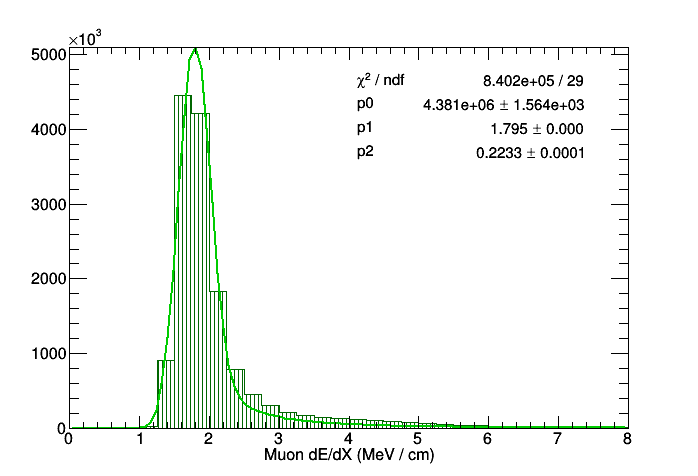 ×10³
5000
4000
3000
2000
1000
0
χ² / ndf 8.402e+05 / 29
p0 4.381e+06 ± 1.564e+03
p1 1.795 ± 0.000
p2 0.2233 ± 0.0001
0 1 2 3 4 5 6 7 8
Muon dE/dX (MeV / cm)